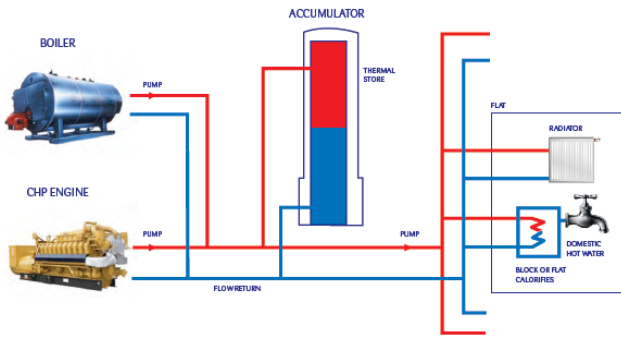 ACCUMULATOR
BOILER
PUMP
THERMAL
STORE
FLAT
RADIATOR
CHP ENGINE
PUMP
PUMP
DOMESTIC
HOT WATER
BLOCK OR FLAT
CALORIFIES
FLOWRETURN